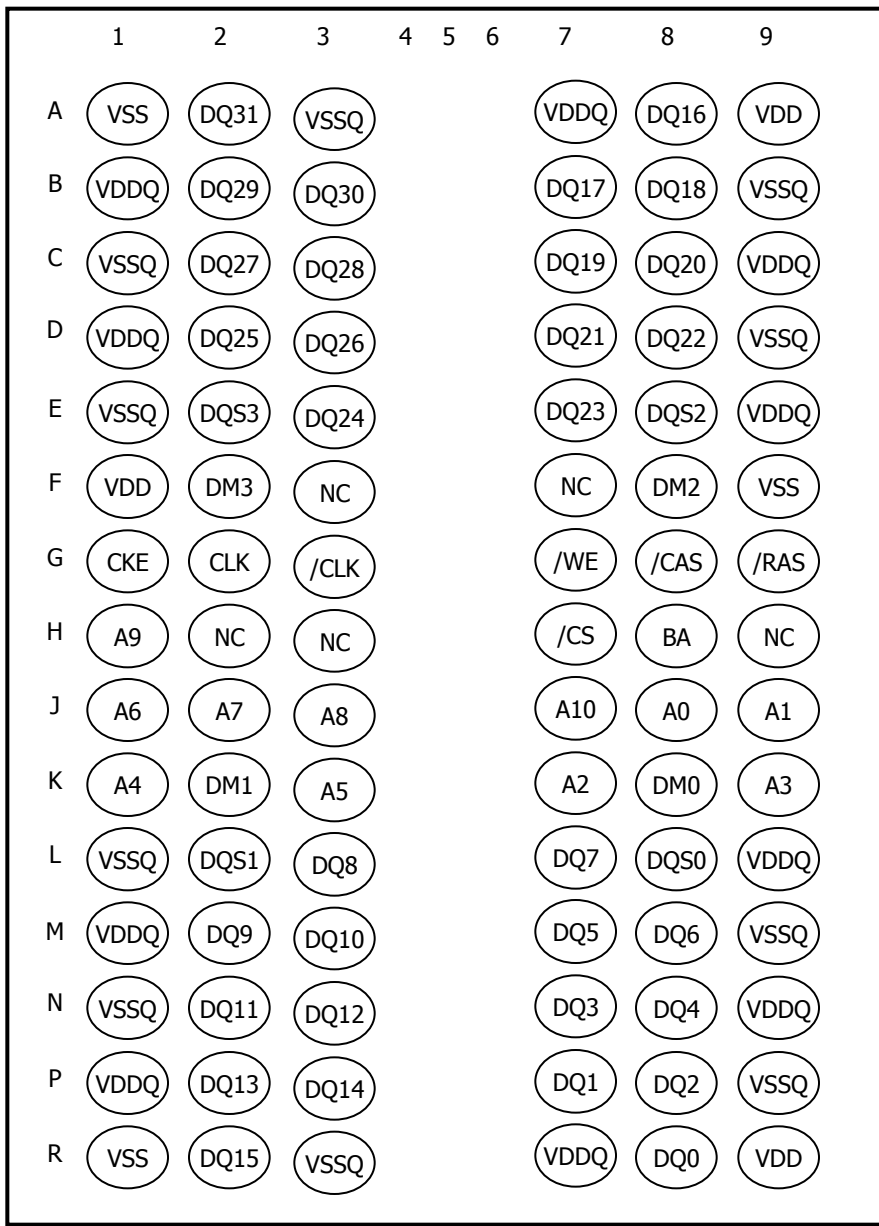 1 2 3 4 5 6 7 8 9
A VSS DQ31 VSSQ VDDQ DQ16 VDD
B VDDQ DQ29 DQ30 DQ17 DQ18 VSSQ
C VSSQ DQ27 DQ28 DQ19 DQ20 VDDQ
D VDDQ DQ25 DQ26 DQ21 DQ22 VSSQ
E VSSQ DQS3 DQ24 DQ23 DQS2 VDDQ
F VDD DM3 NC NC DM2 VSS
G CKE CLK /CLK /WE /CAS /RAS
H A9 NC NC /CS BA NC
J A6 A7 A8 A10 A0 A1
K A4 DM1 A5 A2 DM0 A3
L VSSQ DQS1 DQ8 DQ7 DQS0 VDDQ
M VDDQ DQ9 DQ10 DQ5 DQ6 VSSQ
N VSSQ DQ11 DQ12 DQ3 DQ4 VDDQ
P VDDQ DQ13 DQ14 DQ1 DQ2 VSSQ
R VSS DQ15 VSSQ VDDQ DQ0 VDD